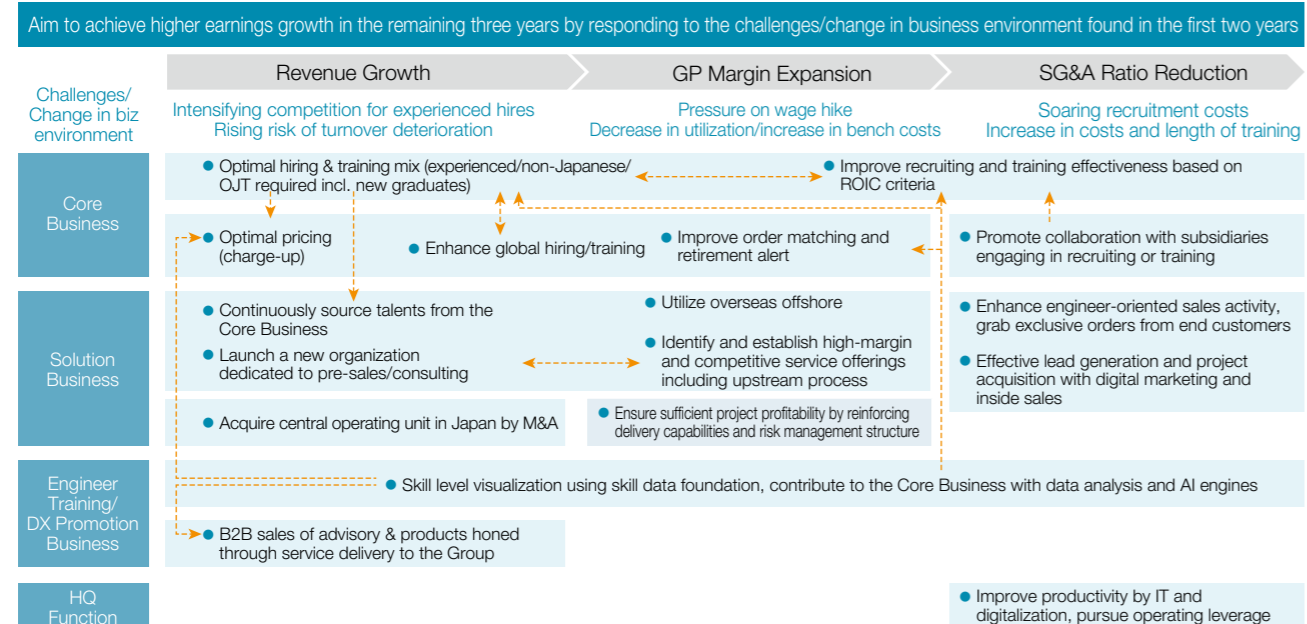 Aim to achieve higher earnings growth in the remaining three years by responding to the challenges/change in business environment found in the first two years
Revenue Growth
GP Margin Expansion
SG&A Ratio Reduction
Challenges/
Change in biz
environment
Intensifying competition for experienced hires
Rising risk of turnover deterioration
Pressure on wage hike
Decrease in utilization/increase in bench costs
Soaring recruitment costs
Increase in costs and length of training
Core
Business
● Optimal hiring & training mix (experienced/non-Japanese/
OJT required incl. new graduates)
● Improve recruiting and training effectiveness based on
ROIC criteria
● Optimal pricing
(charge-up)
● Enhance global hiring/training
● Improve order matching and
retirement alert
● Promote collaboration with subsidiaries
engaging in recruiting or training
Solution
Business
● Continuously source talents from the
Core Business
● Launch a new organization
dedicated to pre-sales/consulting
● Acquire central operating unit in Japan by M&A
● Utilize overseas offshore
● Identify and establish high-margin
and competitive service offerings
including upstream process
● Ensure sufficient project profitability by reinforcing
delivery capabilities and risk management structure
● Enhance engineer-oriented sales activity,
grab exclusive orders from end customers
● Effective lead generation and project
acquisition with digital marketing and
inside sales
Engineer
Training/
DX Promotion
Business
● Skill level visualization using skill data foundation, contribute to the Core Business with data analysis and AI engines
● B2B sales of advisory & products honed
through service delivery to the Group
HQ
Function
● Improve productivity by IT and
digitalization, pursue operating leverage